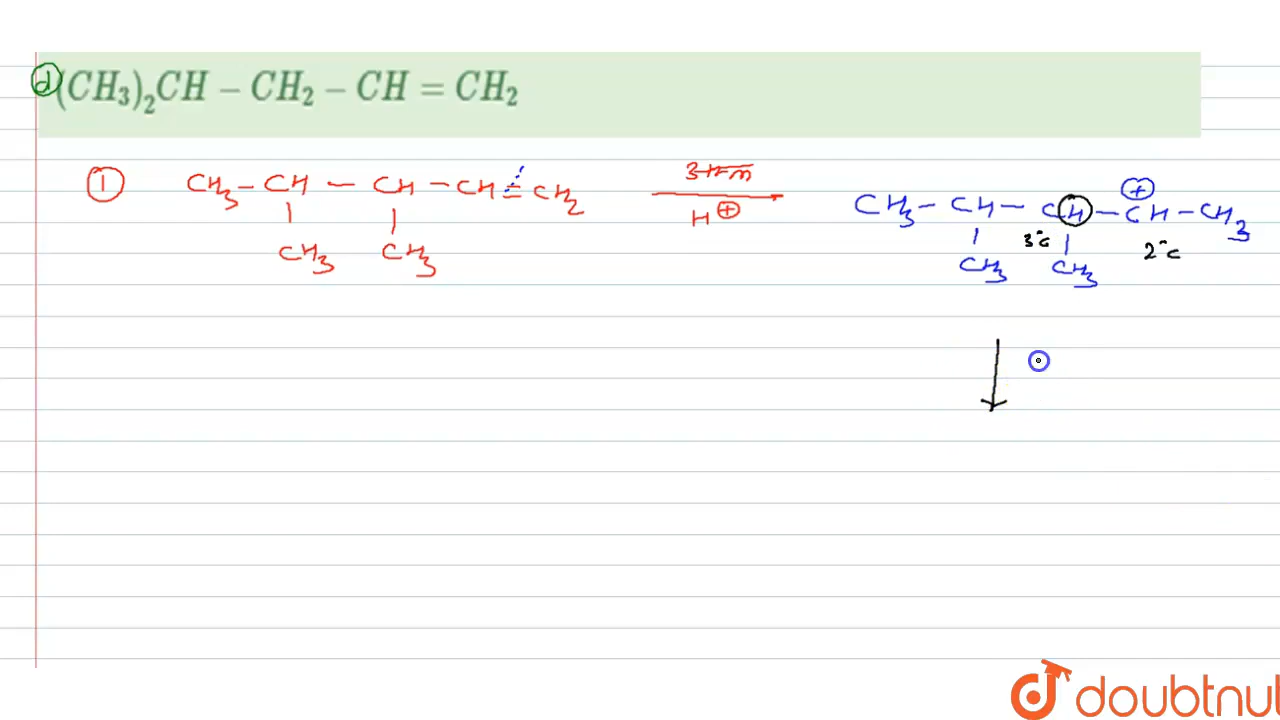 d (CH₃)₂CH − CH₂ − CH = CH₂
① CH₃ − CH − CH − CH = CH₂
CH₃ CH₃
H⊕
CH₃ − CH − CH − CH − CH₃
⊕
3°C 2°C
CH₃ CH₃
doubtnut